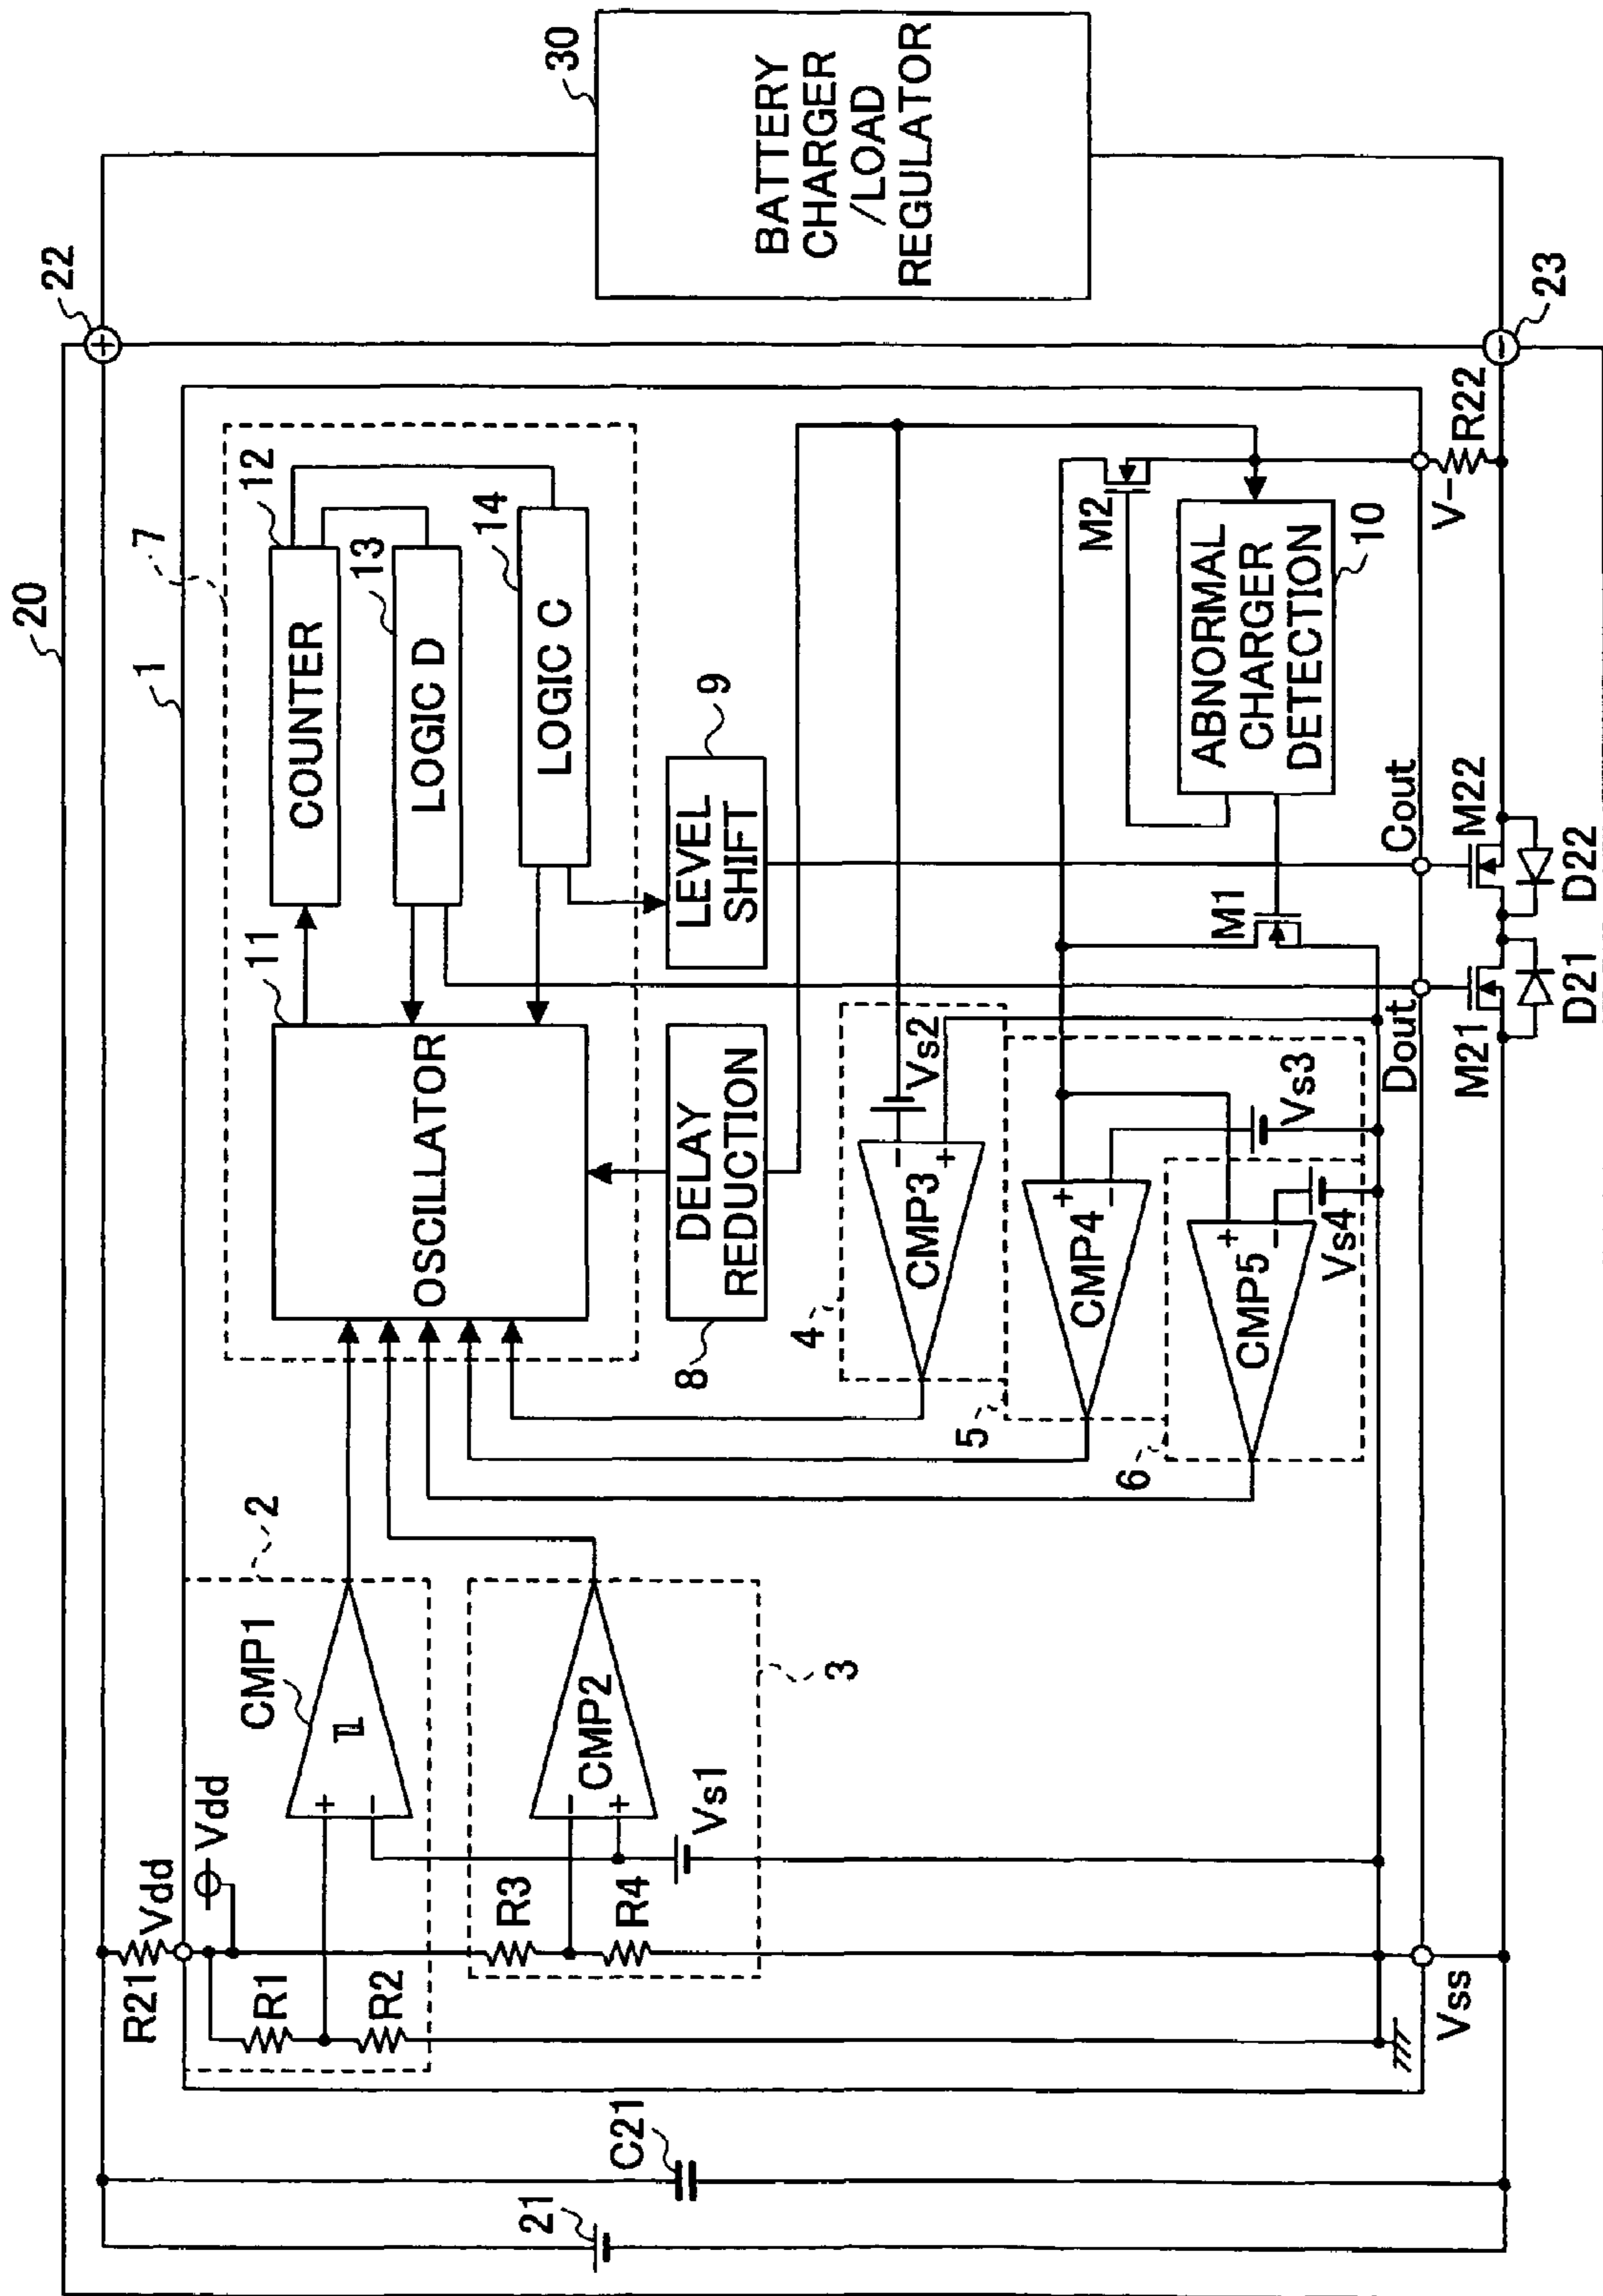 20
22
30
BATTERY
CHARGER
/LOAD
REGULATOR
1
7
12
COUNTER
11
OSCILLATOR
13
LOGIC D
14
LOGIC C
9
LEVEL
SHIFT
DELAY
REDUCTION
8
2
CMP1
+
−
Vdd
Vdd
R21
R1
R2
3
CMP2
−
+
R3
R4
Vs1
4
CMP3
−
+
Vs2
5
CMP4
+
−
Vs3
6
CMP5
+
−
Vs4
M2
M1
ABNORMAL
CHARGER
DETECTION
10
V−
R22
23
Cout
M22
D22
Dout
M21
D21
Vss
C21
21
+
−